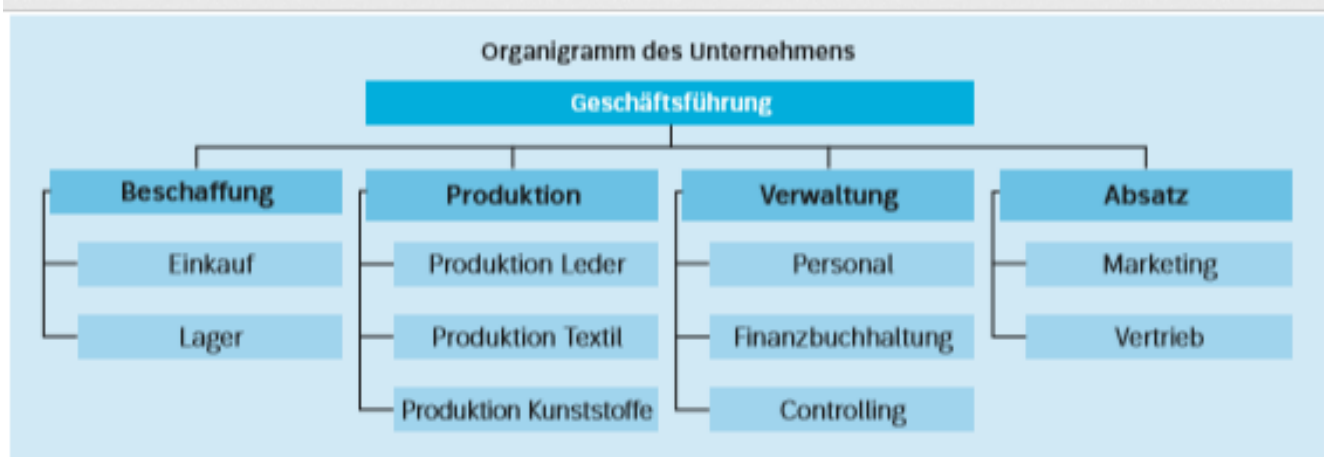 Organigramm des Unternehmens
Geschäftsführung
Beschaffung
Einkauf
Lager
Produktion
Produktion Leder
Produktion Textil
Produktion Kunststoffe
Verwaltung
Personal
Finanzbuchhaltung
Controlling
Absatz
Marketing
Vertrieb